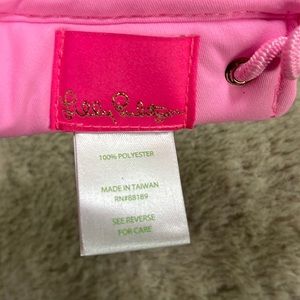 Lilly Pulitzer
100% POLYESTER
MADE IN TAIWAN
RN#88189
SEE REVERSE
FOR CARE